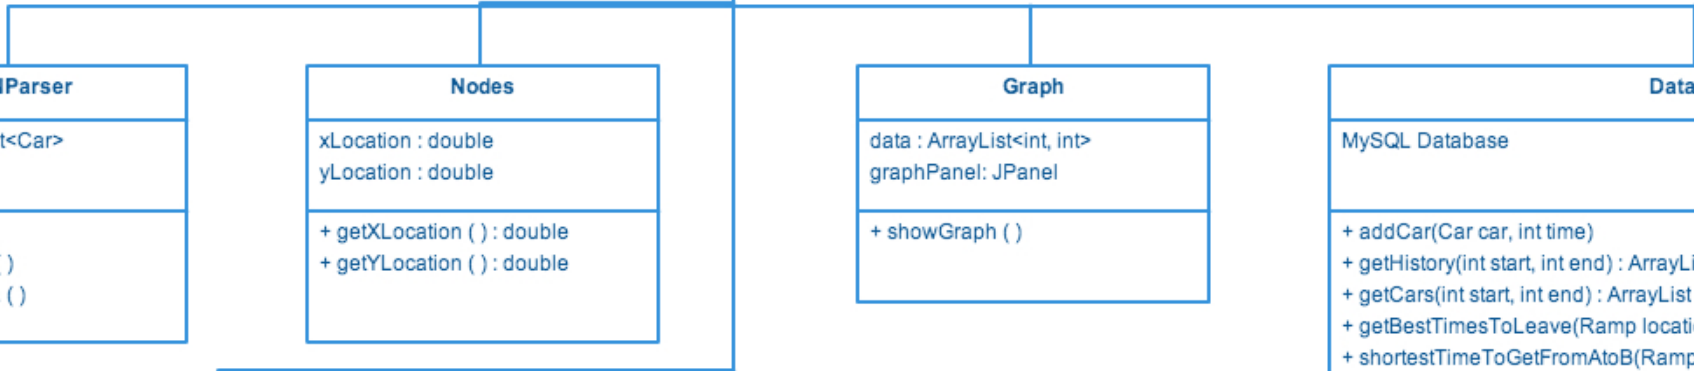 Parser
t<Car>
( )
( )
Nodes
xLocation : double
yLocation : double
+ getXLocation ( ) : double
+ getYLocation ( ) : double
Graph
data : ArrayList<int, int>
graphPanel: JPanel
+ showGraph ( )
Data
MySQL Database
+ addCar(Car car, int time)
+ getHistory(int start, int end) : ArrayLi
+ getCars(int start, int end) : ArrayList
+ getBestTimesToLeave(Ramp locati
+ shortestTimeToGetFromAtoB(Ramp